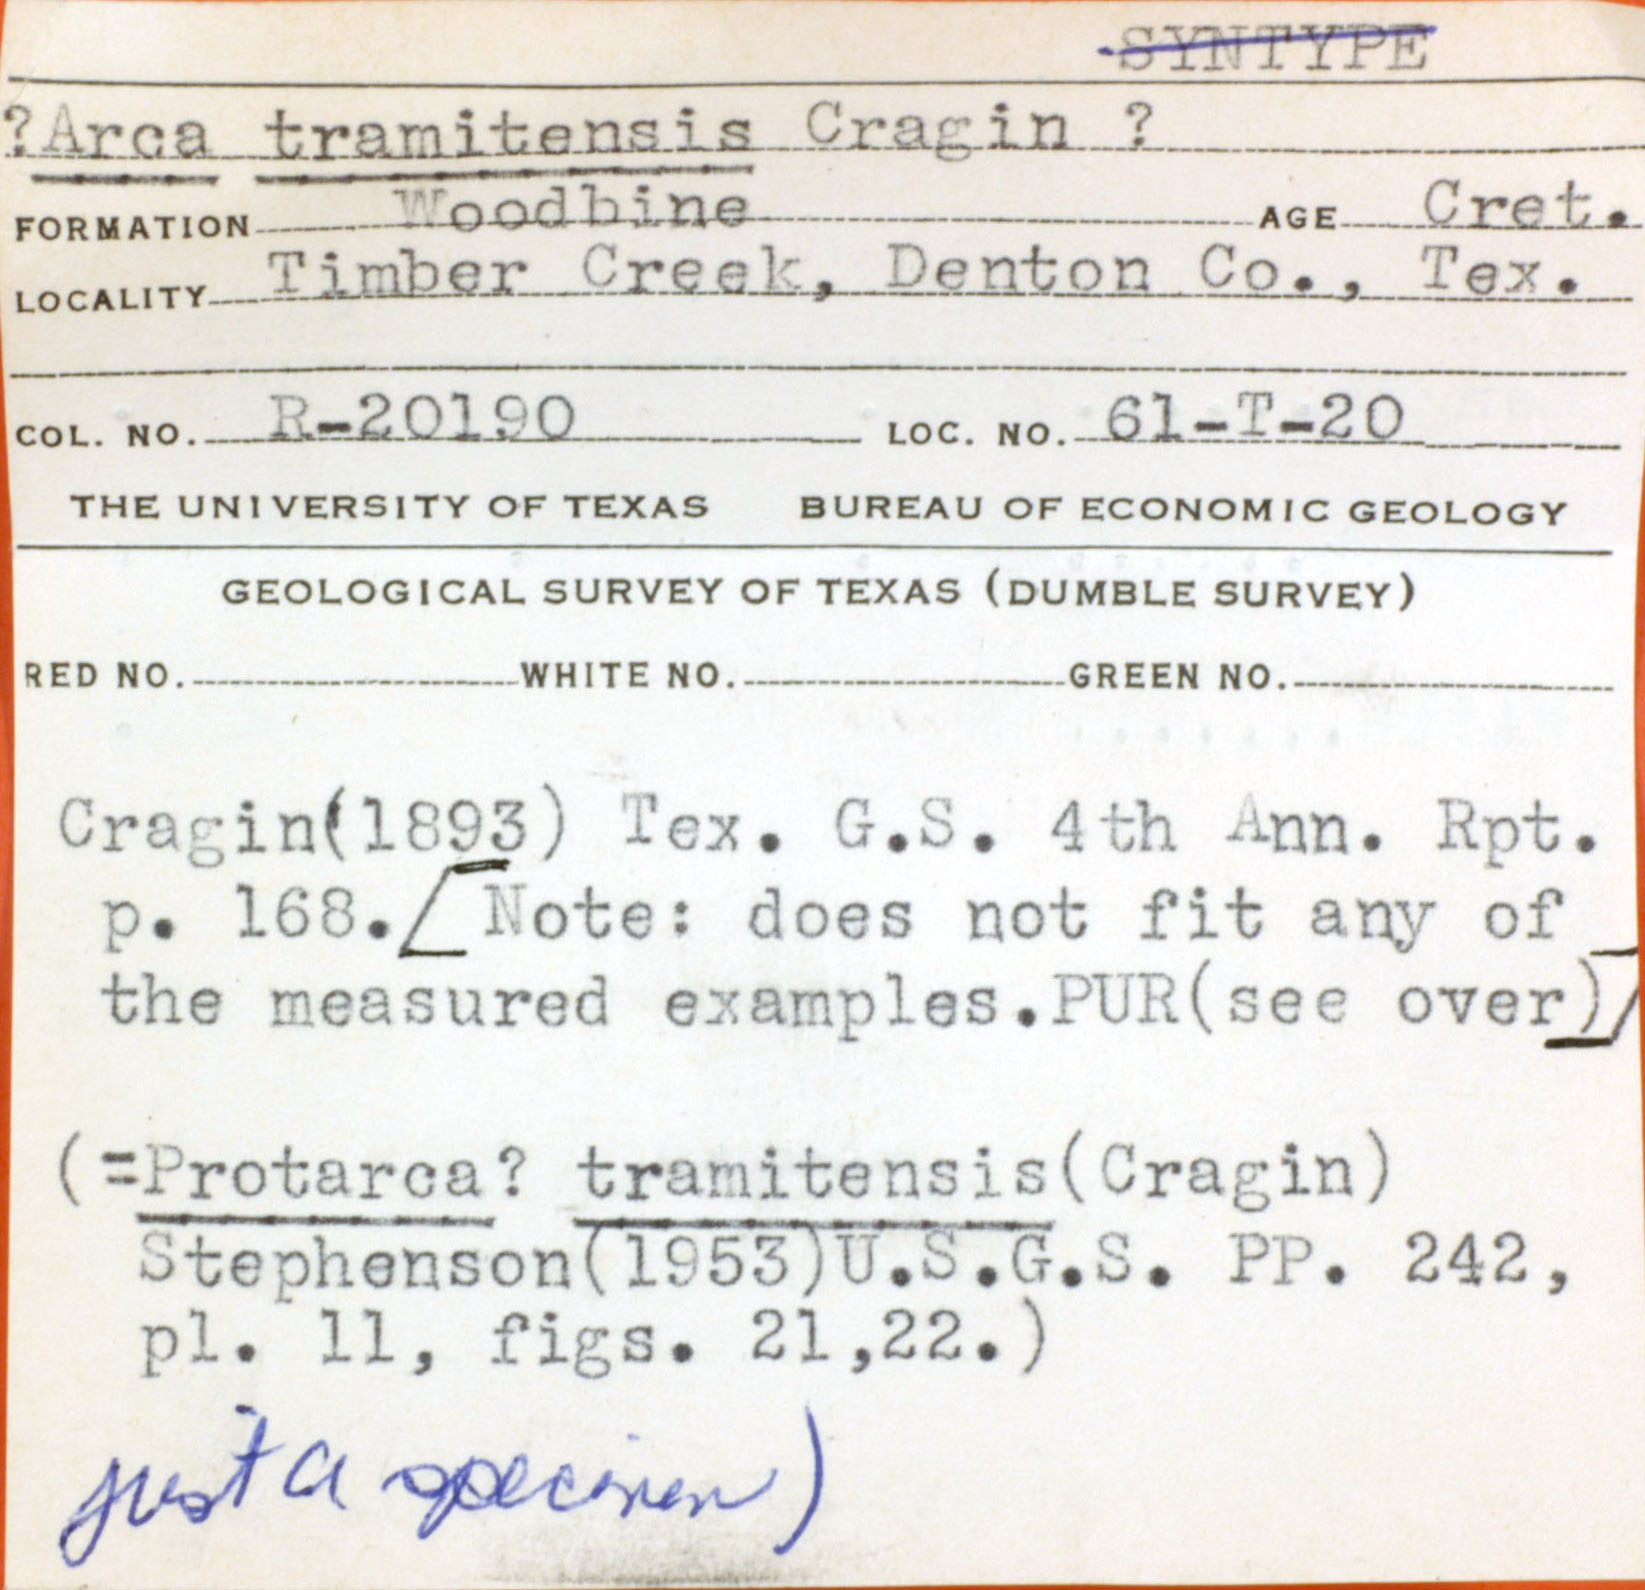 SYNTYPE
?Arca tramitensis Cragin ?
FORMATION Woodbine AGE Cret.
LOCALITY Timber Creek, Denton Co., Tex.
COL. NO. R-20190 LOC. NO. 61-T-20
THE UNIVERSITY OF TEXAS BUREAU OF ECONOMIC GEOLOGY
GEOLOGICAL SURVEY OF TEXAS (DUMBLE SURVEY)
RED NO. WHITE NO. GREEN NO.
Cragin(1893) Tex. G.S. 4th Ann. Rpt.
p. 168.[Note: does not fit any of
the measured examples.PUR(see over)]
(=Protarca? tramitensis(Cragin)
Stephenson(1953)U.S.G.S. PP. 242,
pl. 11, figs. 21,22.)
just a specimen)